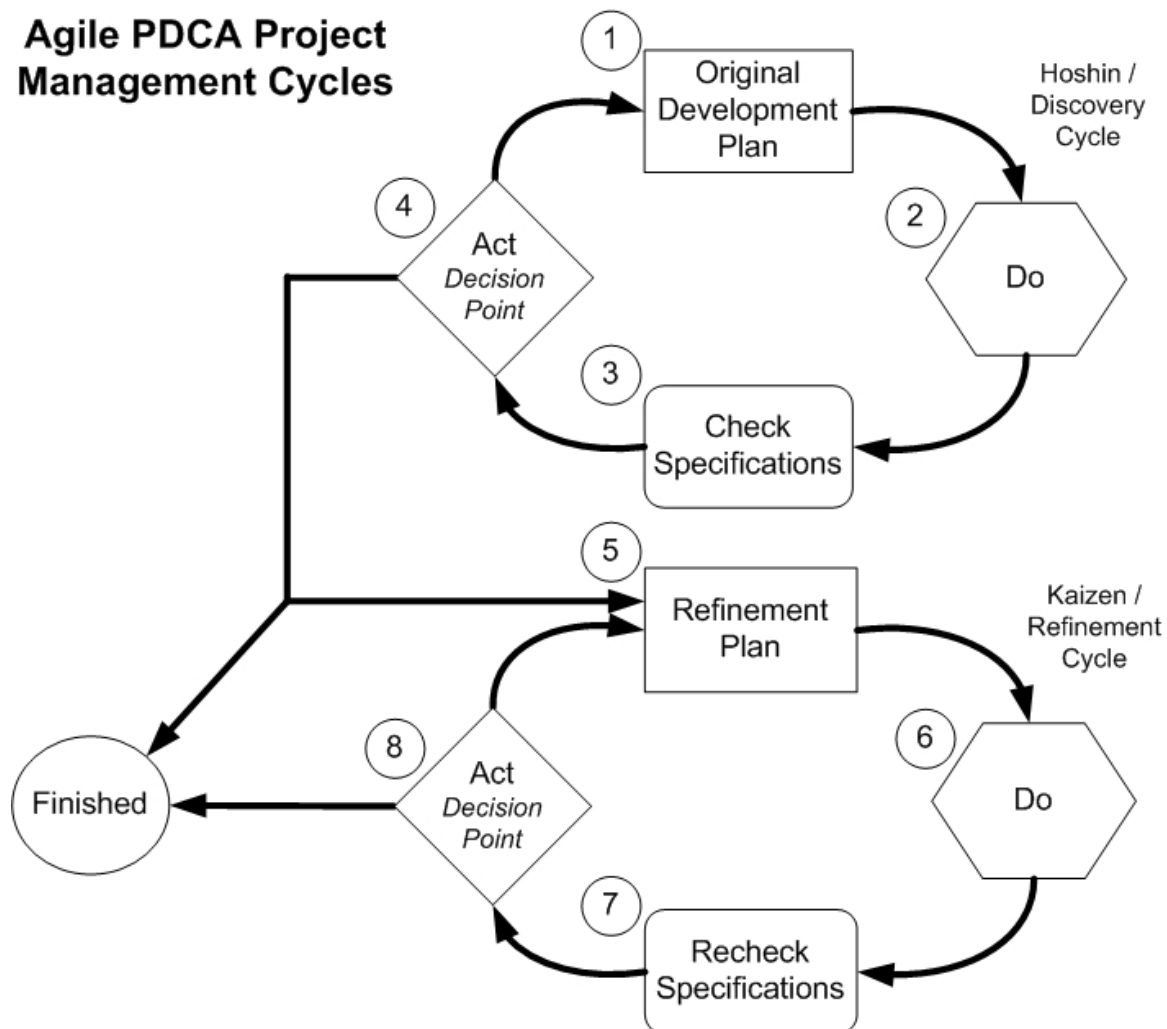 Agile PDCA Project
Management Cycles
1
Original
Development
Plan
Hoshin /
Discovery
Cycle
2
Do
3
Check
Specifications
4
Act
Decision
Point
5
Refinement
Plan
Kaizen /
Refinement
Cycle
6
Do
7
Recheck
Specifications
8
Act
Decision
Point
Finished